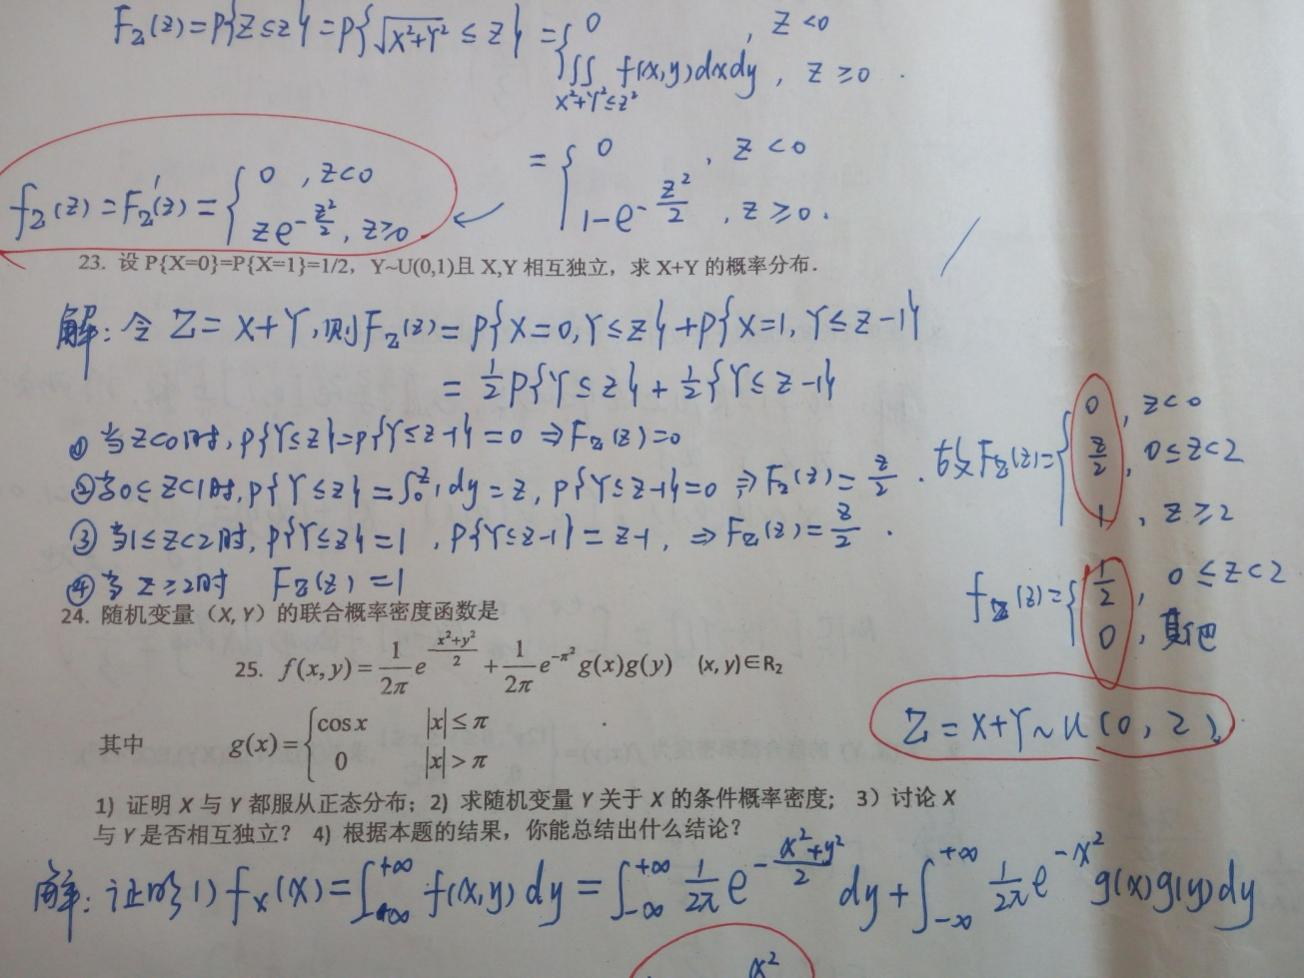 F_Z(z)=P{Z≤z}=P{√(X²+Y²)≤z}={0, z<0
∬_{X²+Y²≤z²} f(x,y)dxdy, z≥0.
={0, z<0
1-e^{-z²/2}, z≥0.
f_Z(z)=F_Z'(z)={0, z<0
ze^{-z²/2}, z≥0
23. 设 P{X=0}=P{X=1}=1/2, Y~U(0,1)且 X,Y 相互独立，求 X+Y 的概率分布.
解: 令 Z=X+Y, 则F_Z(z)=P{X=0,Y≤z}+P{X=1,Y≤z-1}
=½P{Y≤z}+½{Y≤z-1}
① 当z<0时, P{Y≤z}=P{Y≤z-1}=0 ⇒F_Z(z)=0
②当0≤z<1时, P{Y≤z}=∫₀^z 1dy=z, P{Y≤z-1}=0 ⇒F_Z(z)=z/2.
③ 当1≤z<2时, P{Y≤z}=1, P{Y≤z-1}=z-1, ⇒F_Z(z)=z/2.
④当 z≥2时 F_Z(z)=1
故F_Z(z)={0, z<0
z/2, 0≤z<2
1, z≥2
f_Z(z)={1/2, 0≤z<2
0, 其他
Z=X+Y~U(0,2).
24. 随机变量（X, Y）的联合概率密度函数是
25. f(x,y)=1/2π e^{-(x²+y²)/2}+1/2π e^{-π²}g(x)g(y) (x,y)∈R₂
其中 g(x)={cosx |x|≤π
0 |x|>π
1) 证明 X 与 Y 都服从正态分布；2) 求随机变量 Y 关于 X 的条件概率密度; 3）讨论 X
与 Y 是否相互独立？ 4) 根据本题的结果，你能总结出什么结论？
解: 证明1) f_X(x)=∫_{+∞}^{+∞} f(x,y)dy=∫_{-∞}^{+∞} 1/2π e^{-(x²+y²)/2}dy+∫_{-∞}^{+∞} 1/2π e^{-π²}g(x)g(y)dy
x²